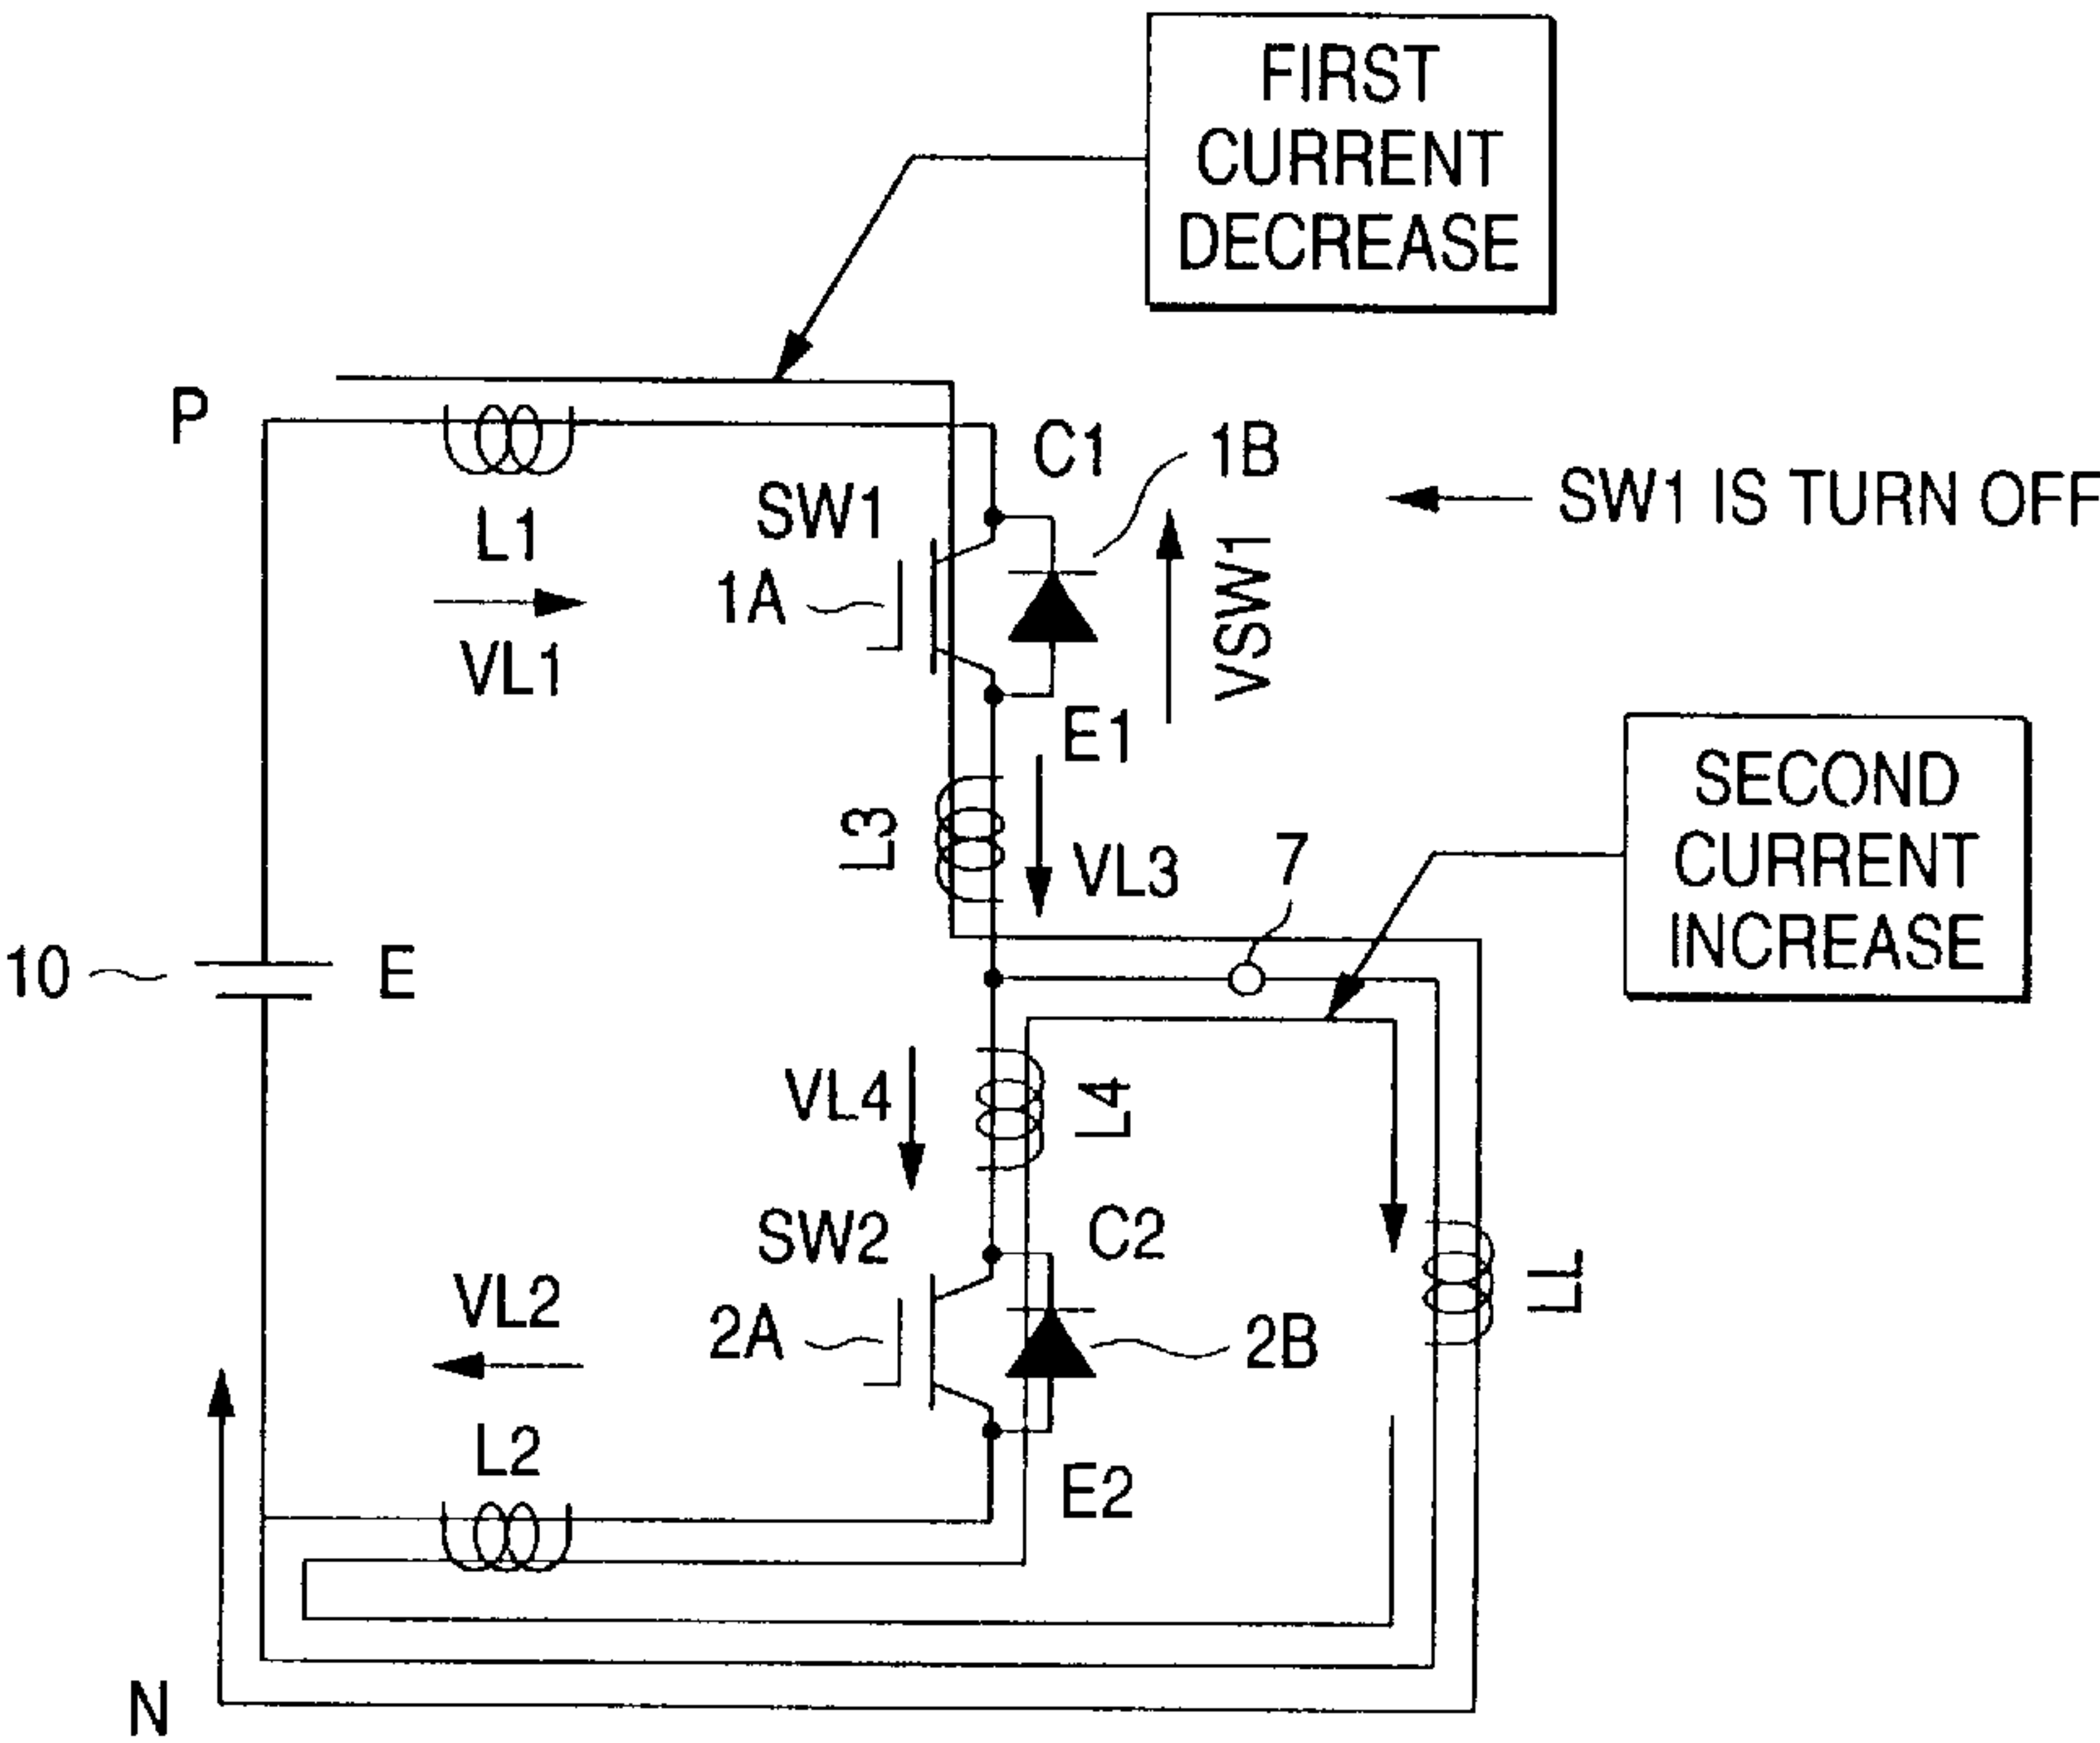 FIRST
CURRENT
DECREASE
P
C1
1B
SW1
SW1 IS TURN OFF
L1
1A
VSW1
VL1
E1
SECOND
CURRENT
INCREASE
L3
VL3
7
10
E
VL4
L4
SW2
C2
VL2
2A
2B
LL
L2
E2
N